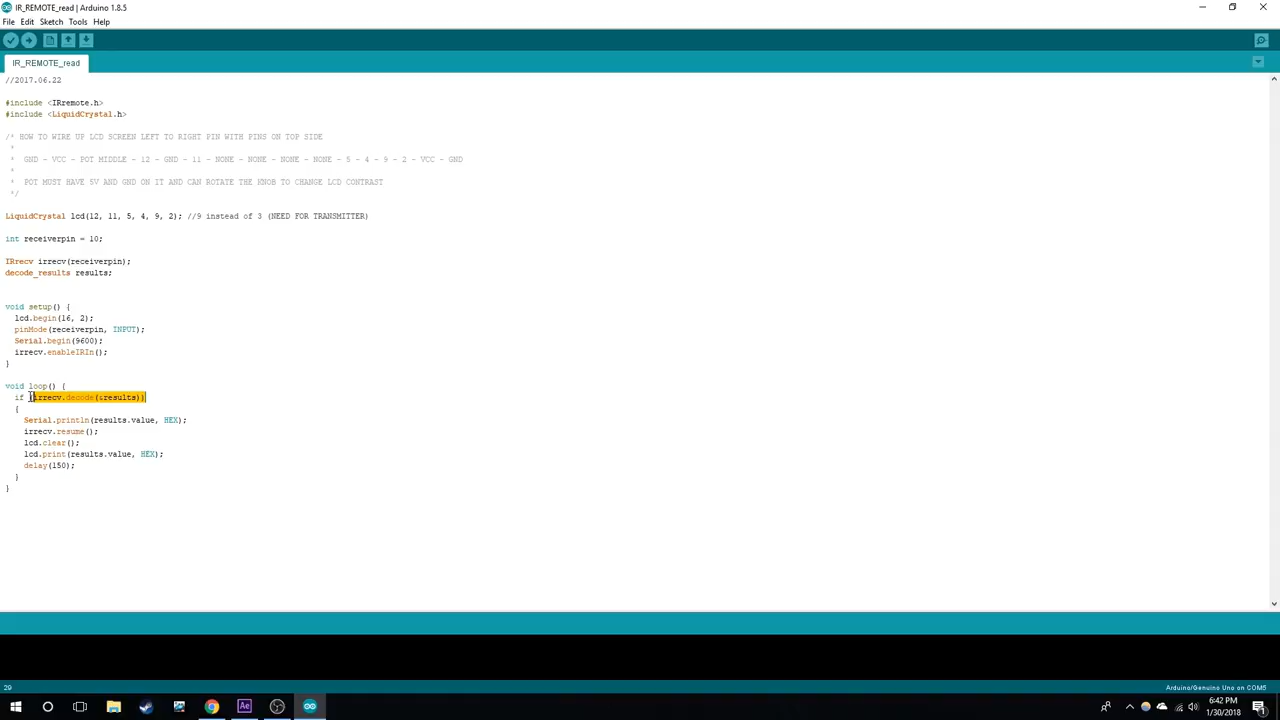 IR_REMOTE_read | Arduino 1.8.5
File Edit Sketch Tools Help
IR_REMOTE_read
//2017.06.22
#include <IRremote.h>
#include <LiquidCrystal.h>
/* HOW TO WIRE UP LCD SCREEN LEFT TO RIGHT PIN WITH PINS ON TOP SIDE
*
* GND - VCC - POT MIDDLE - 12 - GND - 11 - NONE - NONE - NONE - NONE - 5 - 4 - 9 - 2 - VCC - GND
*
* POT MUST HAVE 5V AND GND ON IT AND CAN ROTATE THE KNOB TO CHANGE LCD CONTRAST
*/
LiquidCrystal lcd(12, 11, 5, 4, 9, 2); //9 instead of 3 (NEED FOR TRANSMITTER)
int receiverpin = 10;
IRrecv irrecv(receiverpin);
decode_results results;
void setup() {
lcd.begin(16, 2);
pinMode(receiverpin, INPUT);
Serial.begin(9600);
irrecv.enableIRIn();
}
void loop() {
if (irrecv.decode(&results))
{
Serial.println(results.value, HEX);
irrecv.resume();
lcd.clear();
lcd.print(results.value, HEX);
delay(150);
}
}
29
Arduino/Genuino Uno on COM5
Ae
6:42 PM
1/30/2018